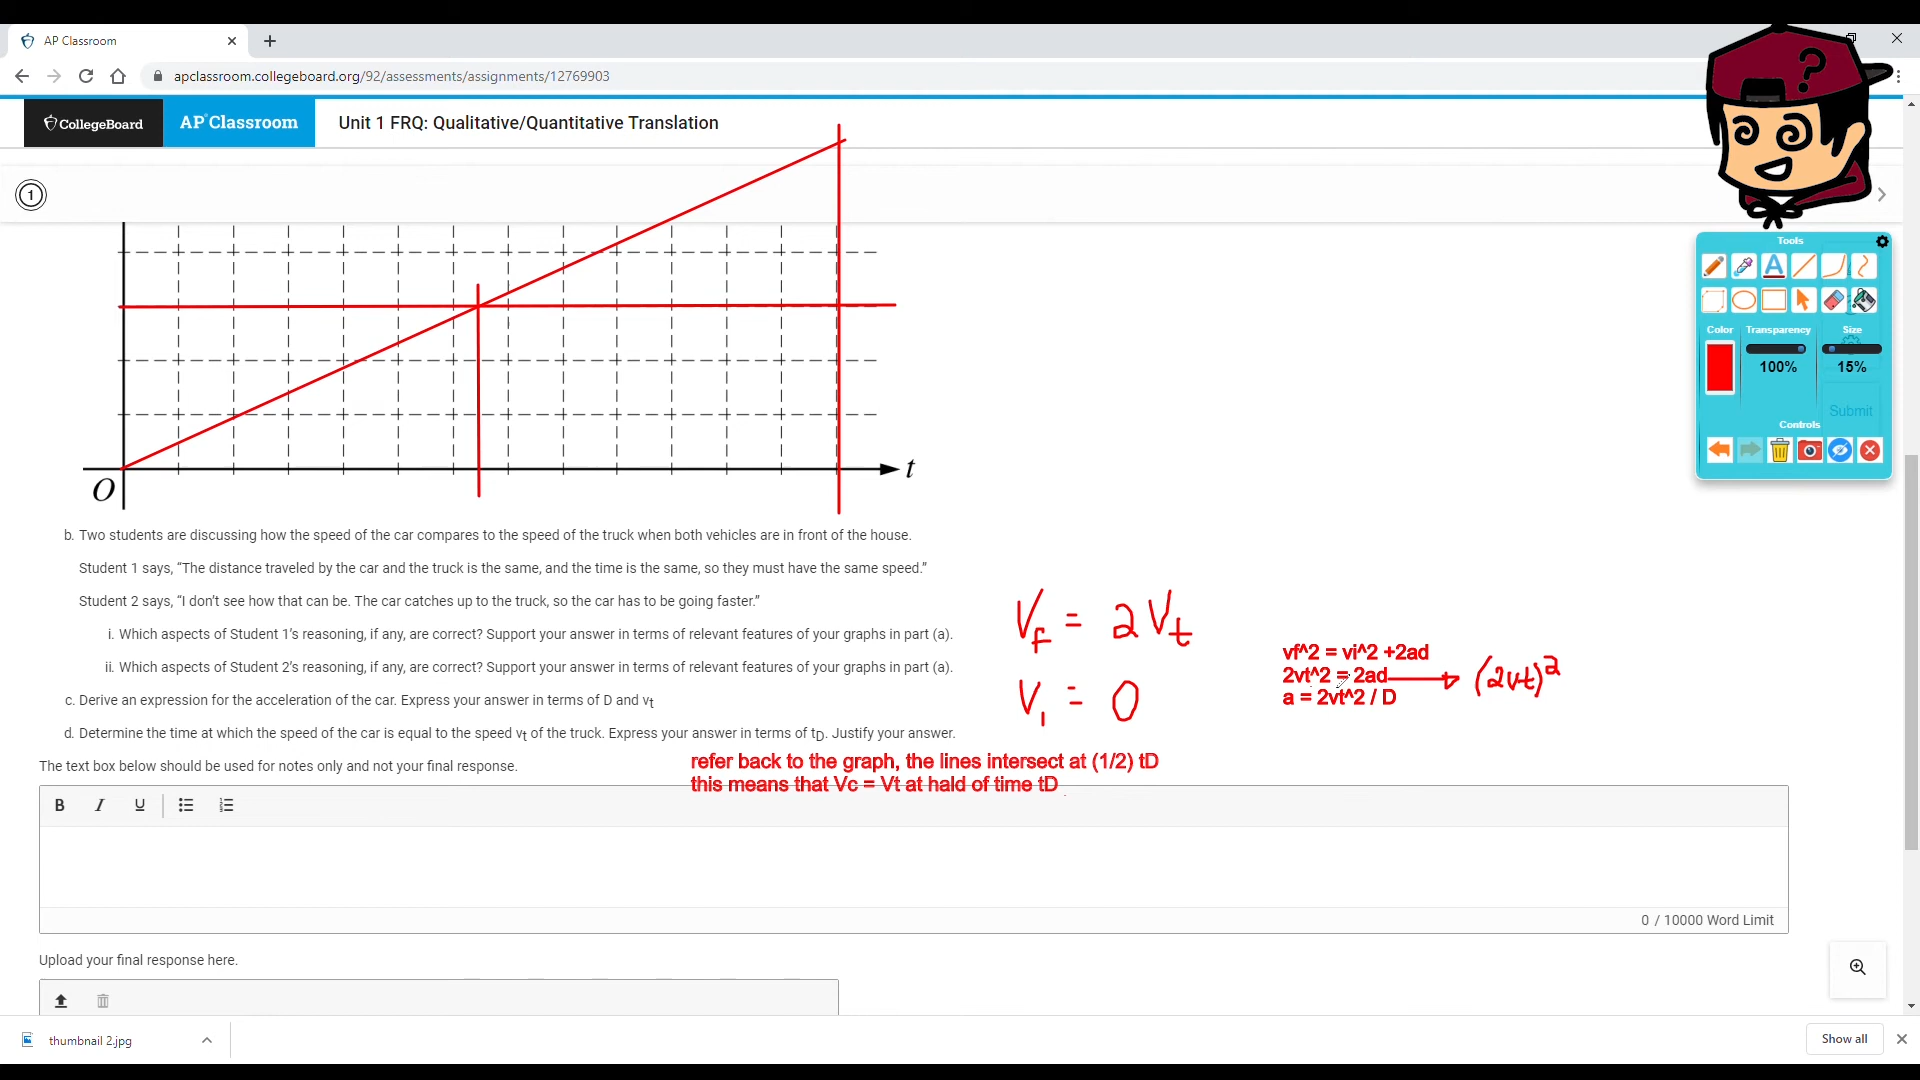 AP Classroom
apclassroom.collegeboard.org/92/assessments/assignments/12769903
CollegeBoard
AP Classroom
Unit 1 FRQ: Qualitative/Quantitative Translation
?
1
Tools
Color Transparency Size
100% 15%
Submit
Controls
t
O
b. Two students are discussing how the speed of the car compares to the speed of the truck when both vehicles are in front of the house.
Student 1 says, “The distance traveled by the car and the truck is the same, and the time is the same, so they must have the same speed.”
Student 2 says, “I don’t see how that can be. The car catches up to the truck, so the car has to be going faster.”
i. Which aspects of Student 1’s reasoning, if any, are correct? Support your answer in terms of relevant features of your graphs in part (a).
ii. Which aspects of Student 2’s reasoning, if any, are correct? Support your answer in terms of relevant features of your graphs in part (a).
c. Derive an expression for the acceleration of the car. Express your answer in terms of D and vt
d. Determine the time at which the speed of the car is equal to the speed vt of the truck. Express your answer in terms of tD. Justify your answer.
Vf = 2Vt
Vi = 0
vf^2 = vi^2 +2ad
2vt^2 = 2ad
(2vt)2
a = 2vt^2 / D
refer back to the graph, the lines intersect at (1/2) tD
this means that Vc = Vt at hald of time tD
The text box below should be used for notes only and not your final response.
B I U
0 / 10000 Word Limit
Upload your final response here.
thumbnail 2.jpg
Show all